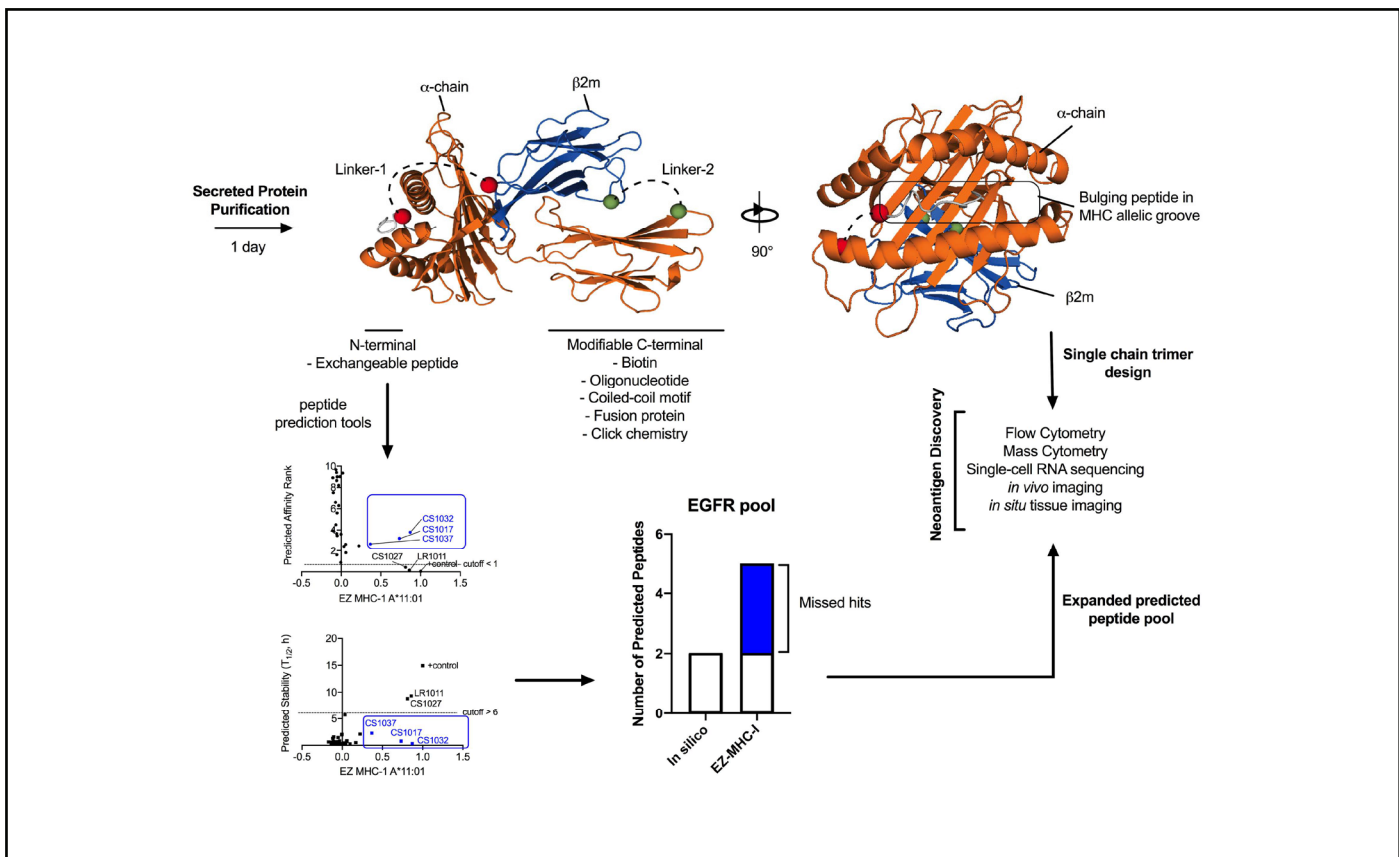 α-chain
β2m
Linker-1
Linker-2
Secreted Protein
Purification
1 day
90°
α-chain
Bulging peptide in
MHC allelic groove
β2m
N-terminal
- Exchangeable peptide
Modifiable C-terminal
- Biotin
- Oligonucleotide
- Coiled-coil motif
- Fusion protein
- Click chemistry
peptide
prediction tools
Single chain trimer
design
Neoantigen Discovery
Flow Cytometry
Mass Cytometry
Single-cell RNA sequencing
in vivo imaging
in situ tissue imaging
Expanded predicted
peptide pool
Predicted Affinity Rank
10
8
6
4
2
CS1032
CS1017
CS1037
CS1027
LR1011
+control
cutoff < 1
-0.5
0.0
0.5
1.0
1.5
EZ MHC-1 A*11:01
Predicted Stability (T1/2, h)
20
15
10
5
+control
LR1011
CS1027
cutoff > 6
CS1037
CS1017
CS1032
-0.5
0.0
0.5
1.0
1.5
EZ MHC-1 A*11:01
EGFR pool
Number of Predicted Peptides
6
4
2
0
Missed hits
In silico
EZ-MHC-I